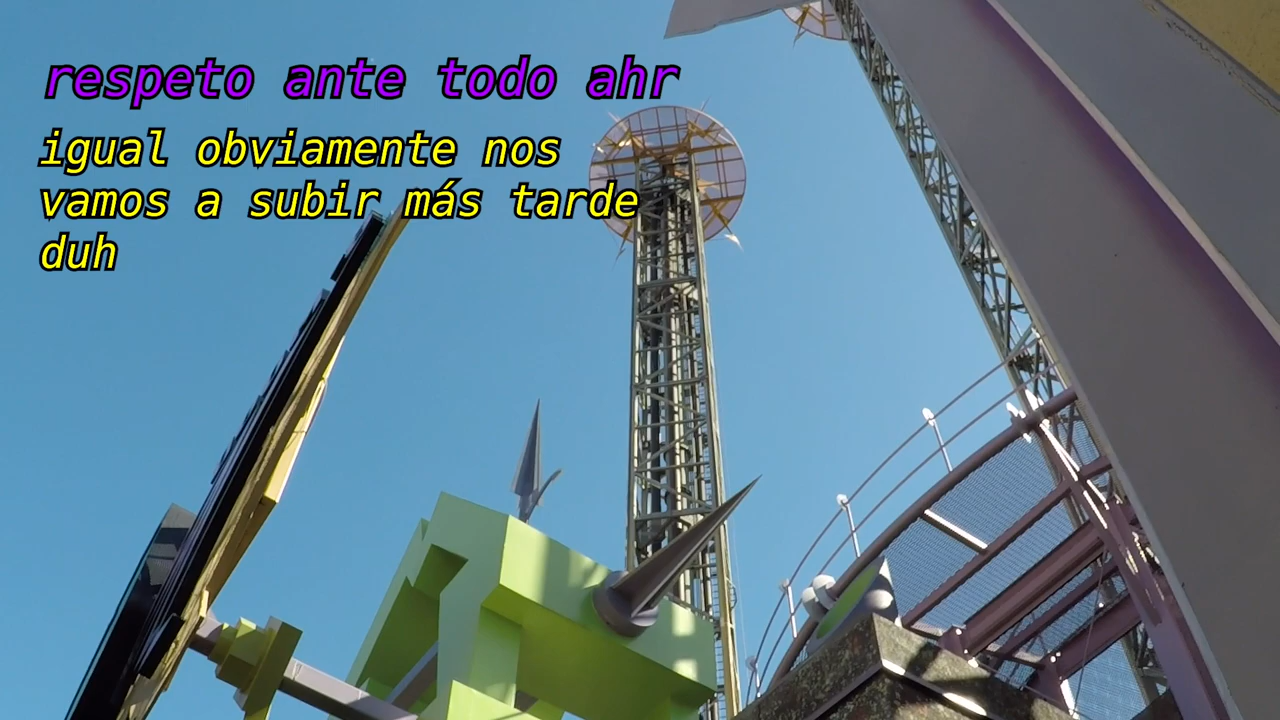 respeto ante todo ahr
igual obviamente nos
vamos a subir más tarde
duh